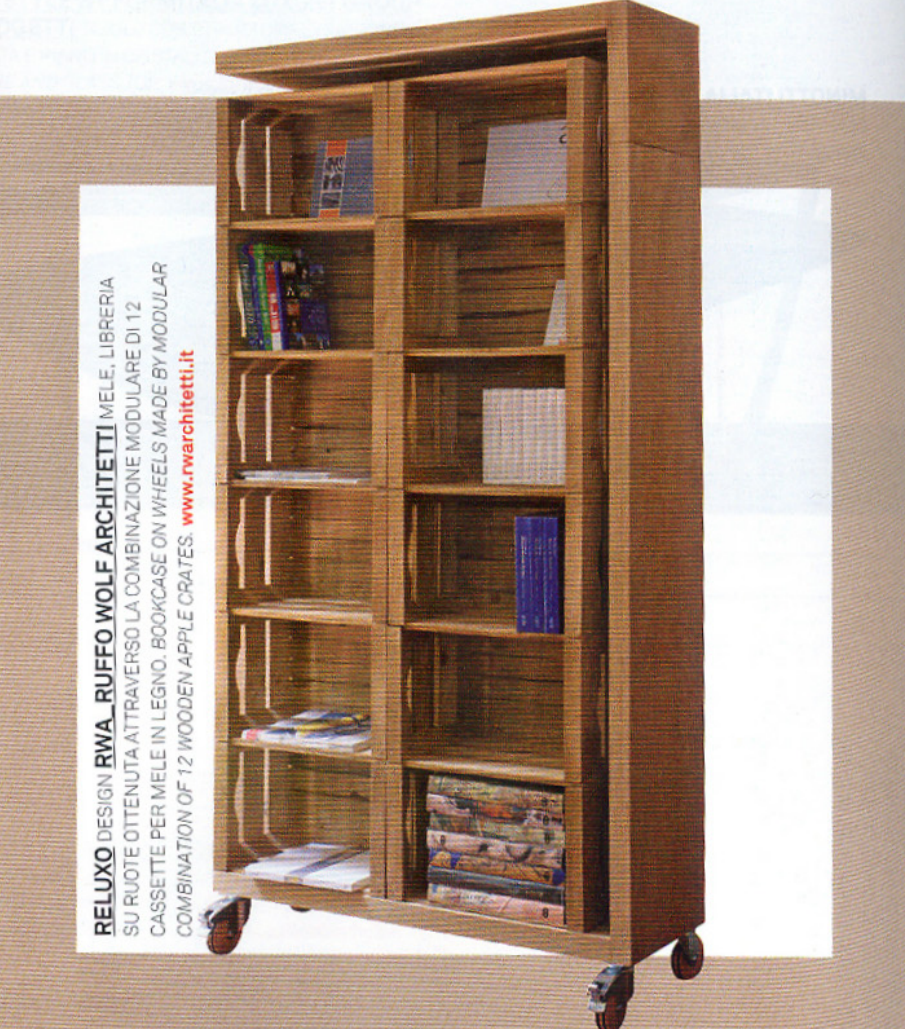 RELUXO DESIGN RWA_RUFFO WOLF ARCHITETTI MELE, LIBRERIA
SU RUOTE OTTENUTA ATTRAVERSO LA COMBINAZIONE MODULARE DI 12
CASSETTE PER MELE IN LEGNO. BOOKCASE ON WHEELS MADE BY MODULAR
COMBINATION OF 12 WOODEN APPLE CRATES. www.rwarchitetti.it